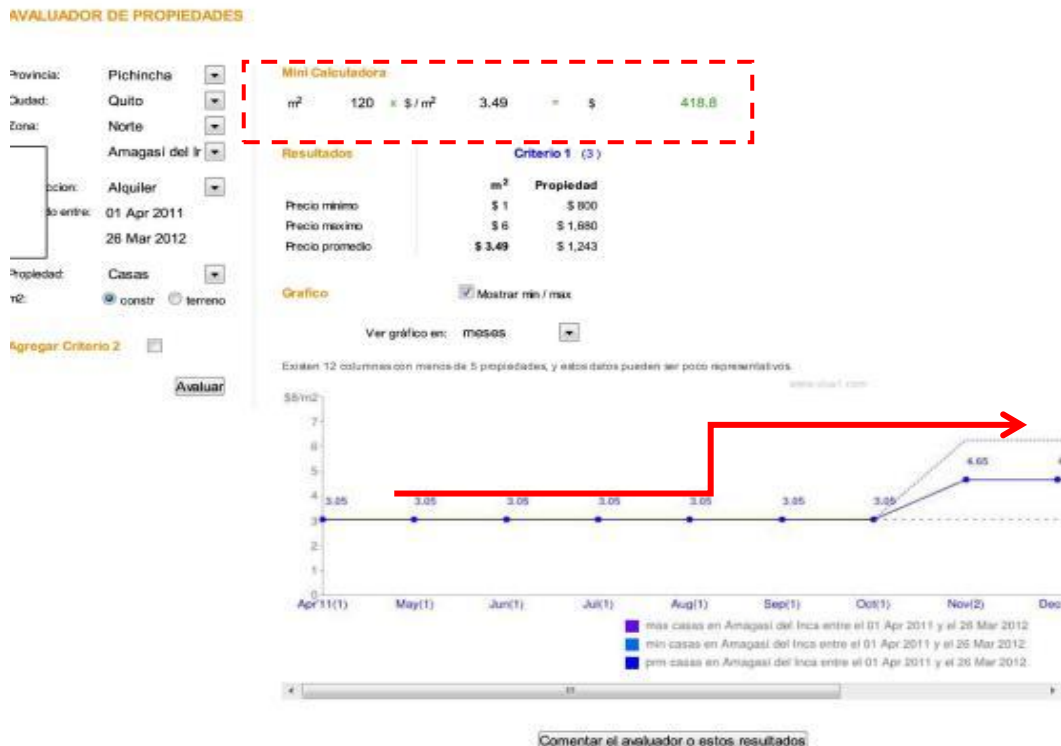 AVALUADOR DE PROPIEDADES
Provincia: Pichincha
Ciudad: Quito
Zona: Norte
Amagasi del Ir
ccion: Alquiler
do entre: 01 Apr 2011
26 Mar 2012
Propiedad: Casas
m2: constr terreno
Agregar Criterio 2
Avaluar
Mini Calculadora
m² 120 x $ / m² 3.49 = $ 418.8
Resultados Criterio 1 (3)
m² Propiedad
Precio minimo $ 1 $ 800
Precio maximo $ 6 $ 1,680
Precio promedio $ 3.49 $ 1,243
Grafico Mostrar min / max
Ver gráfico en: meses
Existen 12 columnas con menos de 5 propiedades, y estos datos pueden ser poco representativos.
7
6
5
4
3
2
1
0
3.05 3.05 3.05 3.05 3.05 3.05 3.05 4.65 4
Apr'11(1) May(1) Jun(1) Jul(1) Aug(1) Sep(1) Oct(1) Nov(2) Dec
max casas en Amagasi del Inca entre el 01 Apr 2011 y el 26 Mar 2012
min casas en Amagasi del Inca entre el 01 Apr 2011 y el 26 Mar 2012
prm casas en Amagasi del Inca entre el 01 Apr 2011 y el 26 Mar 2012
Comentar el avaluador o estos resultados